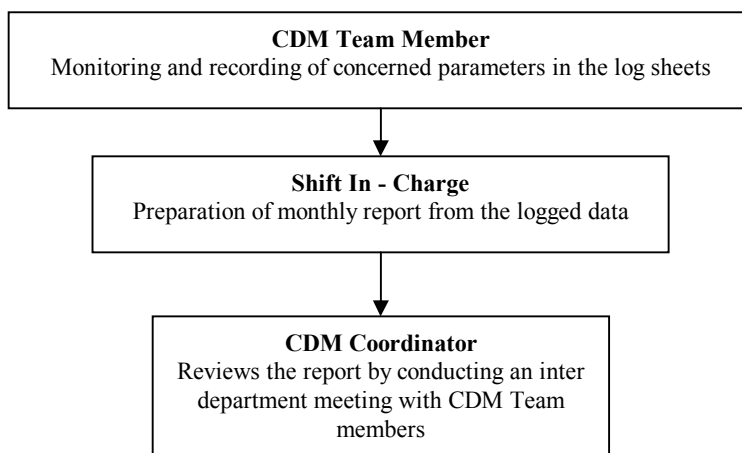 CDM Team Member
Monitoring and recording of concerned parameters in the log sheets
Shift In - Charge
Preparation of monthly report from the logged data
CDM Coordinator
Reviews the report by conducting an inter
department meeting with CDM Team
members